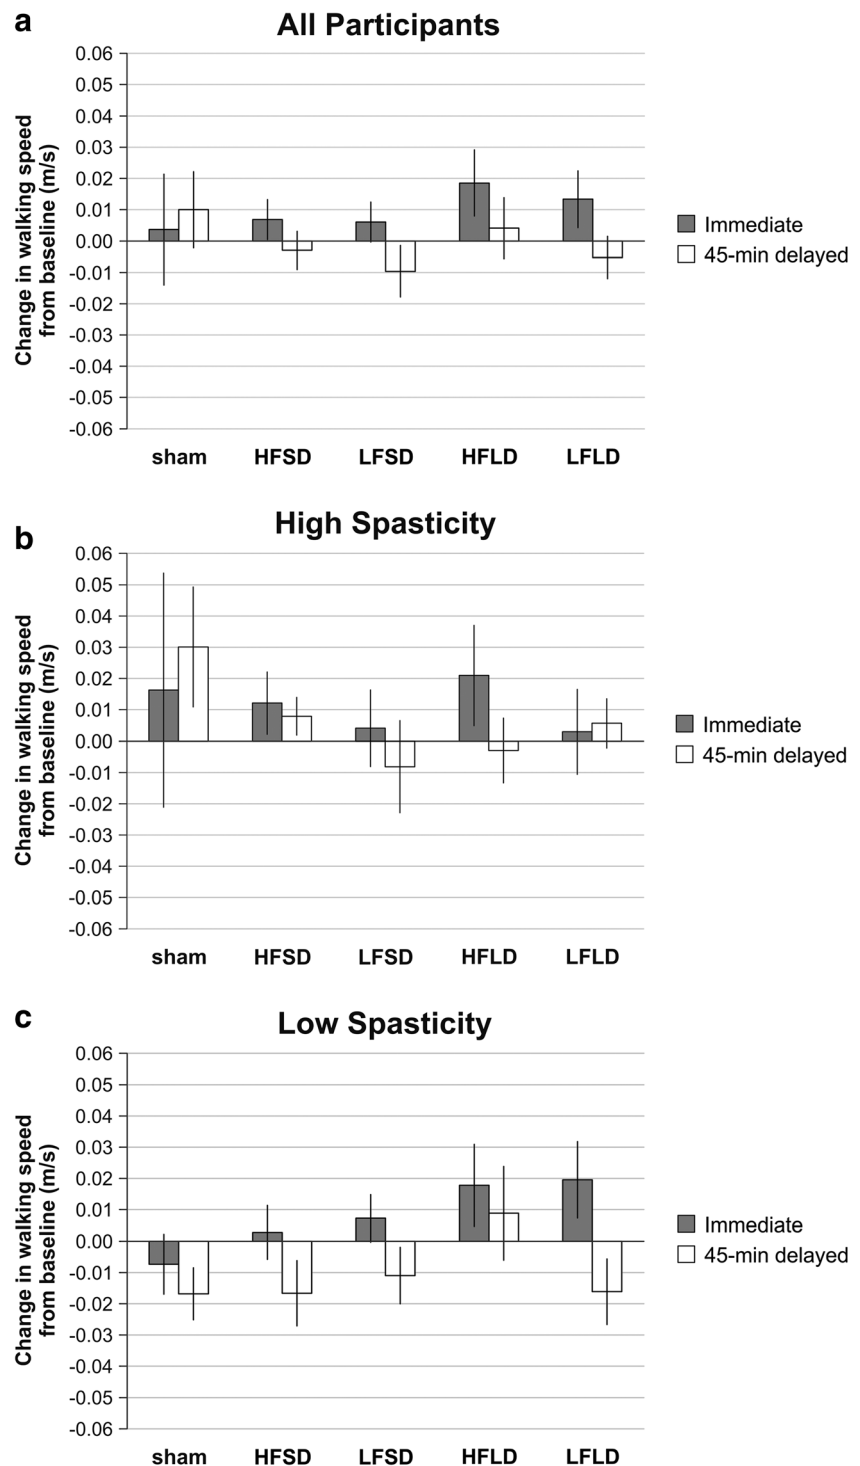 a
All Participants
Change in walking speed
from baseline (m/s)
0.06
0.05
0.04
0.03
0.02
0.01
0.00
-0.01
-0.02
-0.03
-0.04
-0.05
-0.06
sham HFSD LFSD HFLD LFLD
Immediate
45-min delayed
b
High Spasticity
Change in walking speed
from baseline (m/s)
0.06
0.05
0.04
0.03
0.02
0.01
0.00
-0.01
-0.02
-0.03
-0.04
-0.05
-0.06
sham HFSD LFSD HFLD LFLD
Immediate
45-min delayed
c
Low Spasticity
Change in walking speed
from baseline (m/s)
0.06
0.05
0.04
0.03
0.02
0.01
0.00
-0.01
-0.02
-0.03
-0.04
-0.05
-0.06
sham HFSD LFSD HFLD LFLD
Immediate
45-min delayed